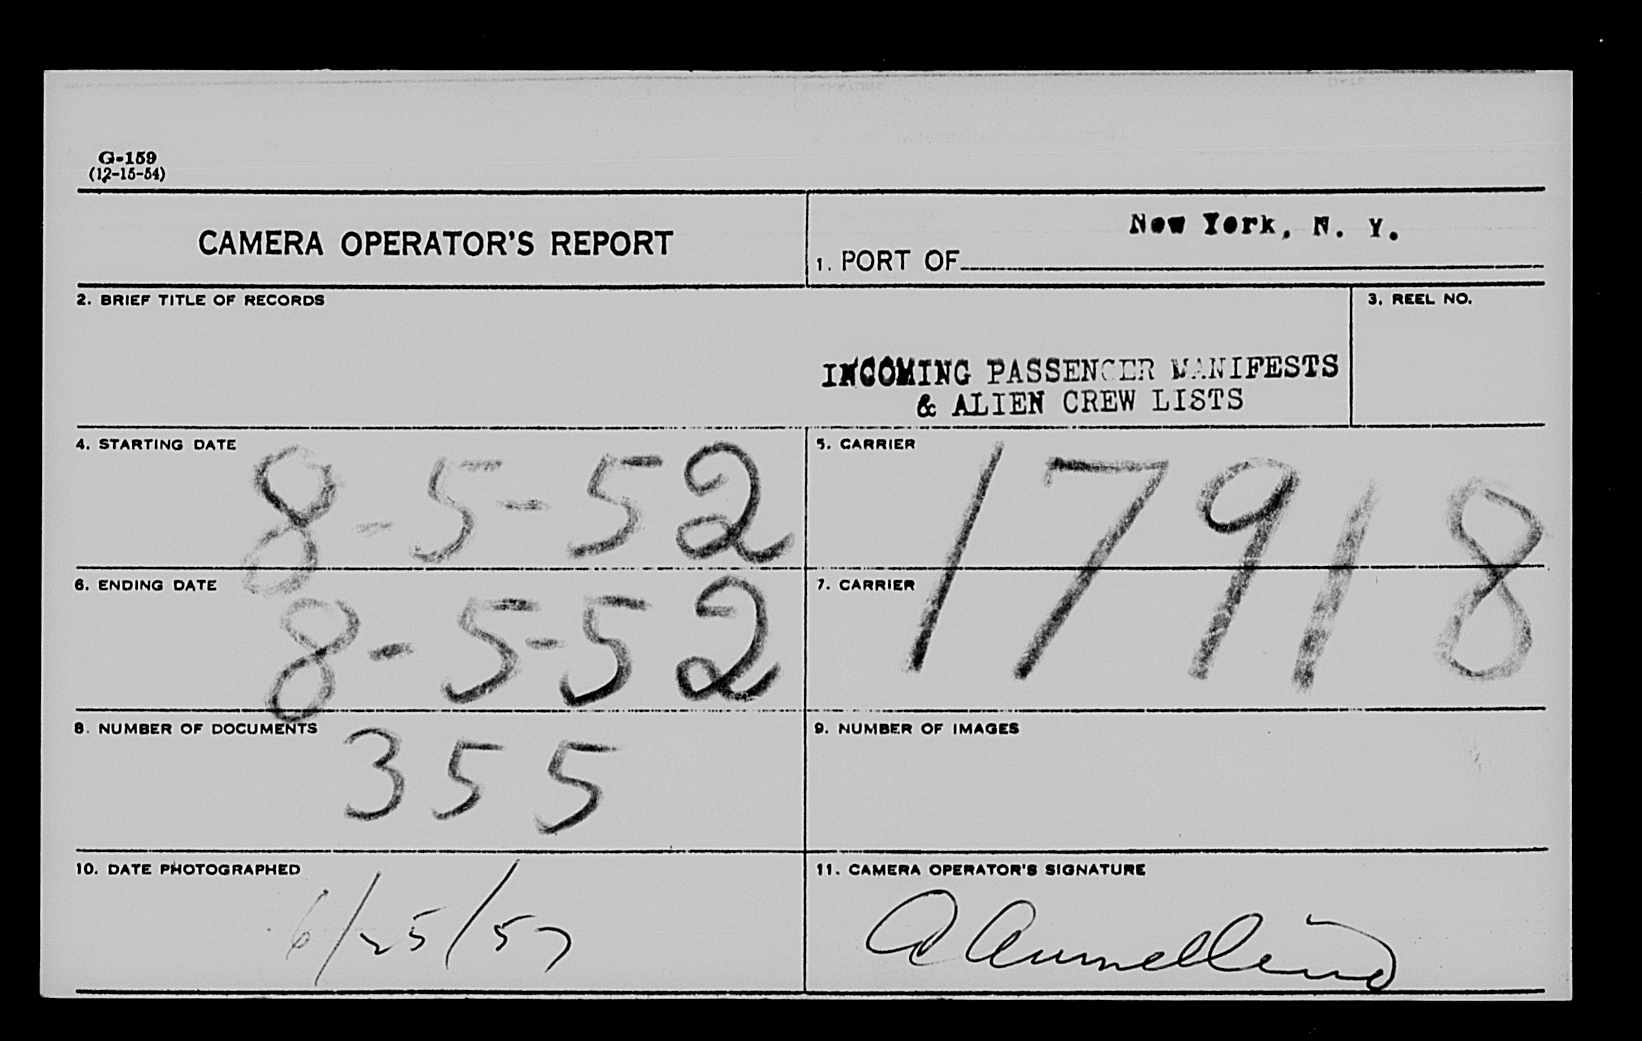 G-159
(12-15-54)
CAMERA OPERATOR'S REPORT
New York, N. Y.
1. PORT OF
2. BRIEF TITLE OF RECORDS
3. REEL NO.
INCOMING PASSENGER MANIFESTS
& ALIEN CREW LISTS
4. STARTING DATE
8-5-52
5. CARRIER
17918
6. ENDING DATE
8-5-52
7. CARRIER
8. NUMBER OF DOCUMENTS
355
9. NUMBER OF IMAGES
10. DATE PHOTOGRAPHED
6/25/57
11. CAMERA OPERATOR'S SIGNATURE